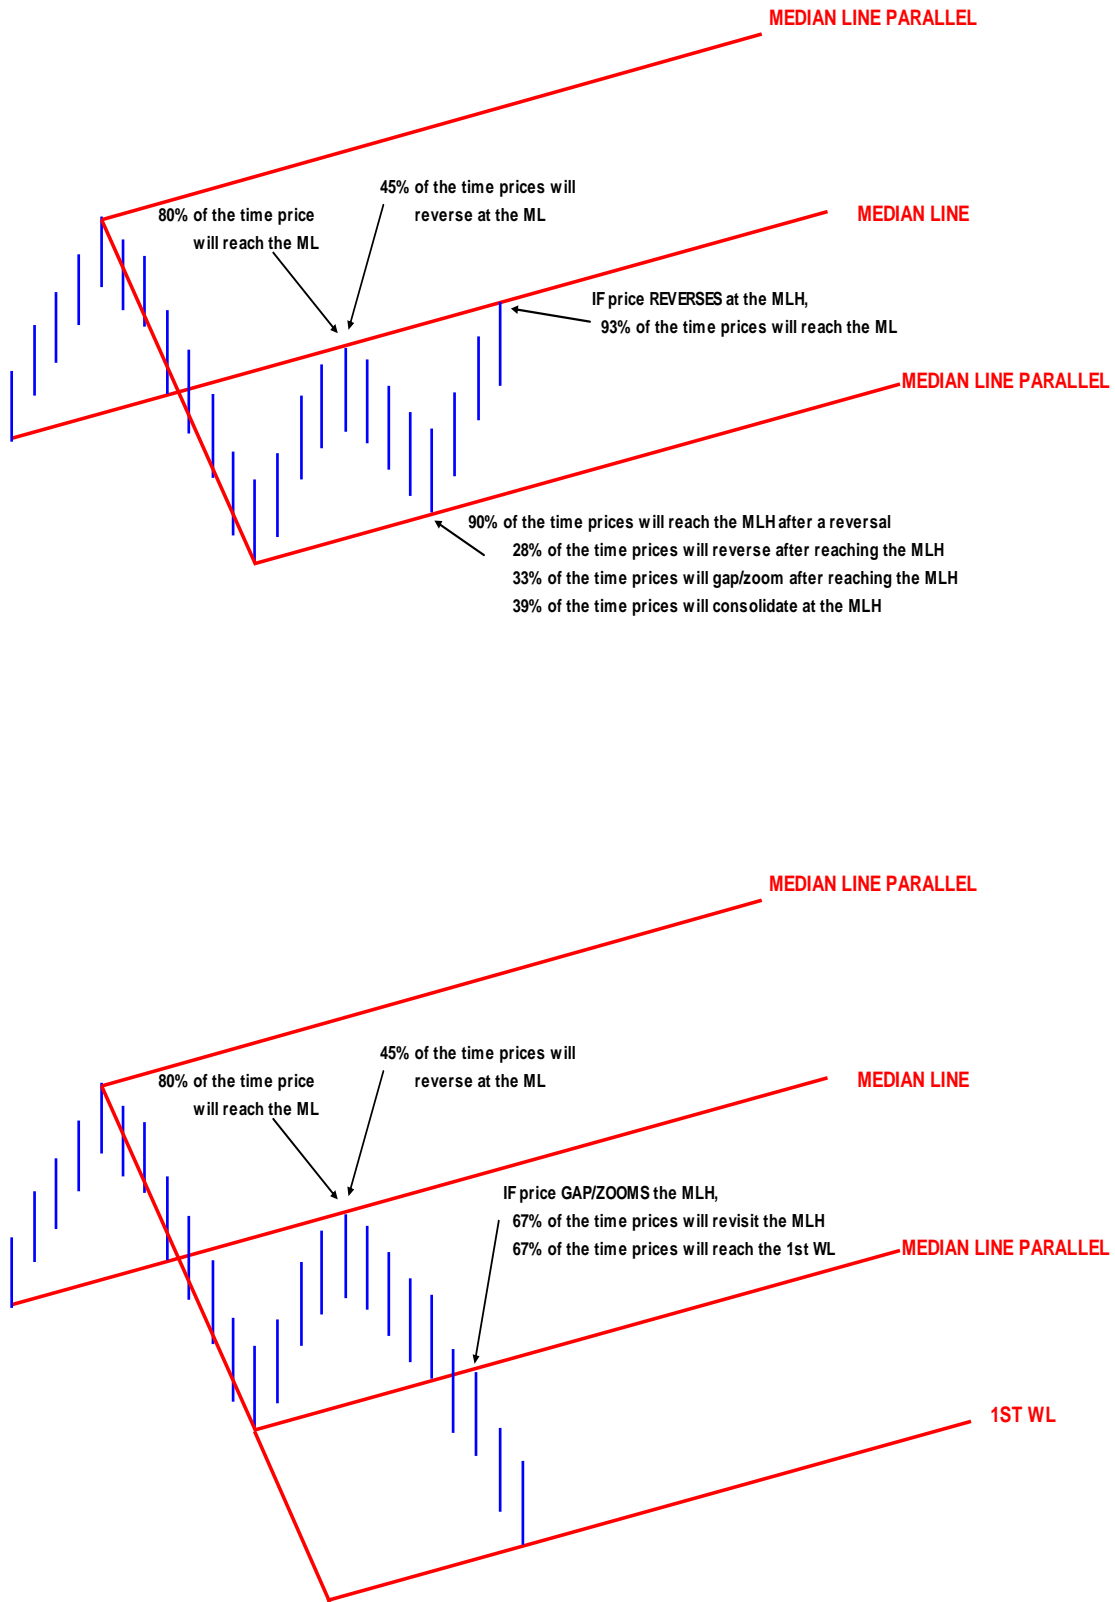 MEDIAN LINE PARALLEL
45% of the time prices will
reverse at the ML
80% of the time price
will reach the ML
MEDIAN LINE
IF price REVERSES at the MLH,
93% of the time prices will reach the ML
MEDIAN LINE PARALLEL
90% of the time prices will reach the MLH after a reversal
28% of the time prices will reverse after reaching the MLH
33% of the time prices will gap/zoom after reaching the MLH
39% of the time prices will consolidate at the MLH
MEDIAN LINE PARALLEL
45% of the time prices will
reverse at the ML
80% of the time price
will reach the ML
MEDIAN LINE
IF price GAP/ZOOMS the MLH,
67% of the time prices will revisit the MLH
67% of the time prices will reach the 1st WL
MEDIAN LINE PARALLEL
1ST WL